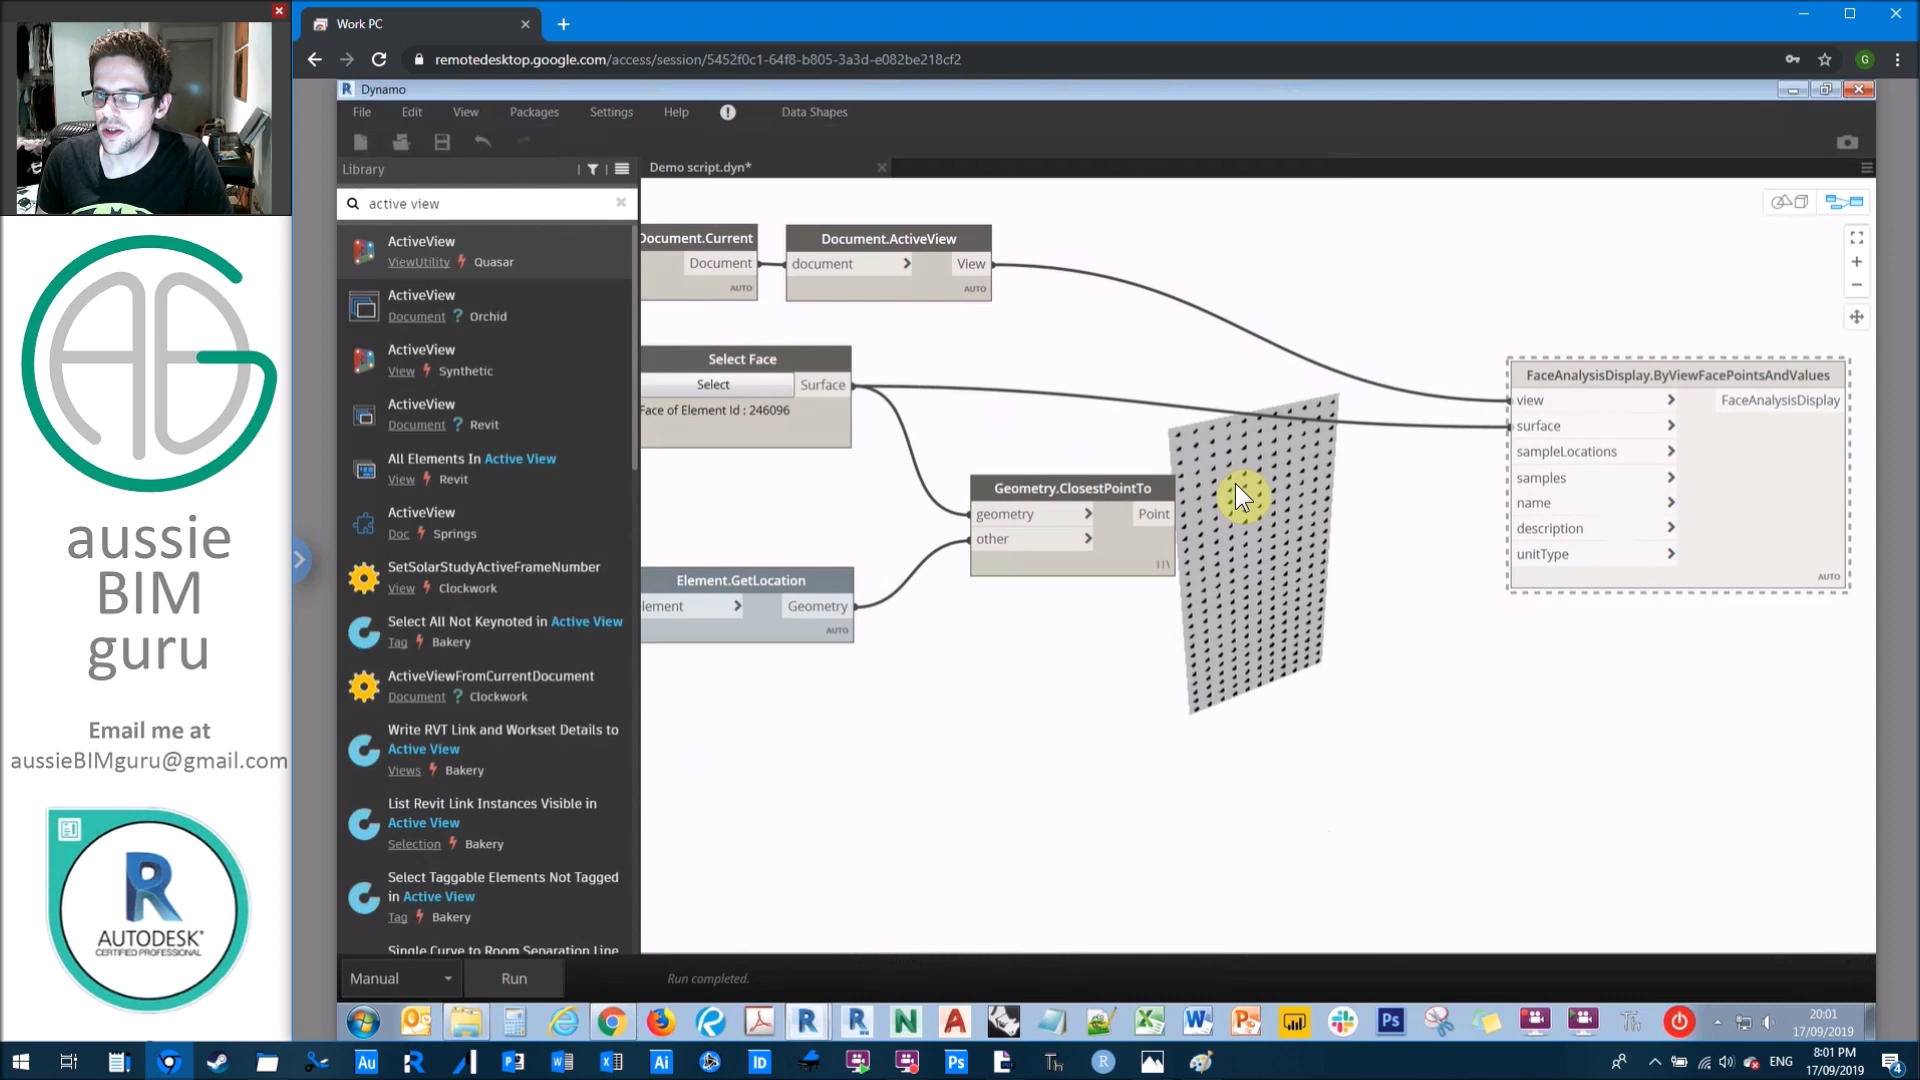 Work PC
remotedesktop.google.com/access/session/5452f0c1-64f8-b805-3a3d-e082be218cf2
G
Dynamo
File Edit View Packages Settings Help Data Shapes
Library
Demo script.dyn*
active view
ActiveView
ViewUtility Quasar
ActiveView
Document ? Orchid
ActiveView
View Synthetic
ActiveView
Document Revit
All Elements In Active View
View Revit
ActiveView
Doc Springs
SetSolarStudyActiveFrameNumber
View Clockwork
Select All Not Keynoted in Active View
Tag Bakery
ActiveViewFromCurrentDocument
Document ? Clockwork
Write RVT Link and Workset Details to
Active View
Views Bakery
List Revit Link Instances Visible in
Active View
Selection Bakery
Select Taggable Elements Not Tagged
in Active View
Tag Bakery
Single Curve to Room Separation Line
Document.Current
Document
AUTO
Document.ActiveView
document > View
AUTO
Select Face
Select Surface
Face of Element Id : 246096
Element.GetLocation
lement > Geometry
AUTO
Geometry.ClosestPointTo
geometry > Point
other >
FaceAnalysisDisplay.ByViewFacePointsAndValues
view > FaceAnalysisDisplay
surface >
sampleLocations >
samples >
name >
description >
unitType >
AUTO
Manual Run Run completed.
20:01
17/09/2019
ENG
8:01 PM
17/09/2019
4
aussie
BIM
guru
Email me at
aussieBIMguru@gmail.com
R
AUTODESK
CERTIFIED PROFESSIONAL